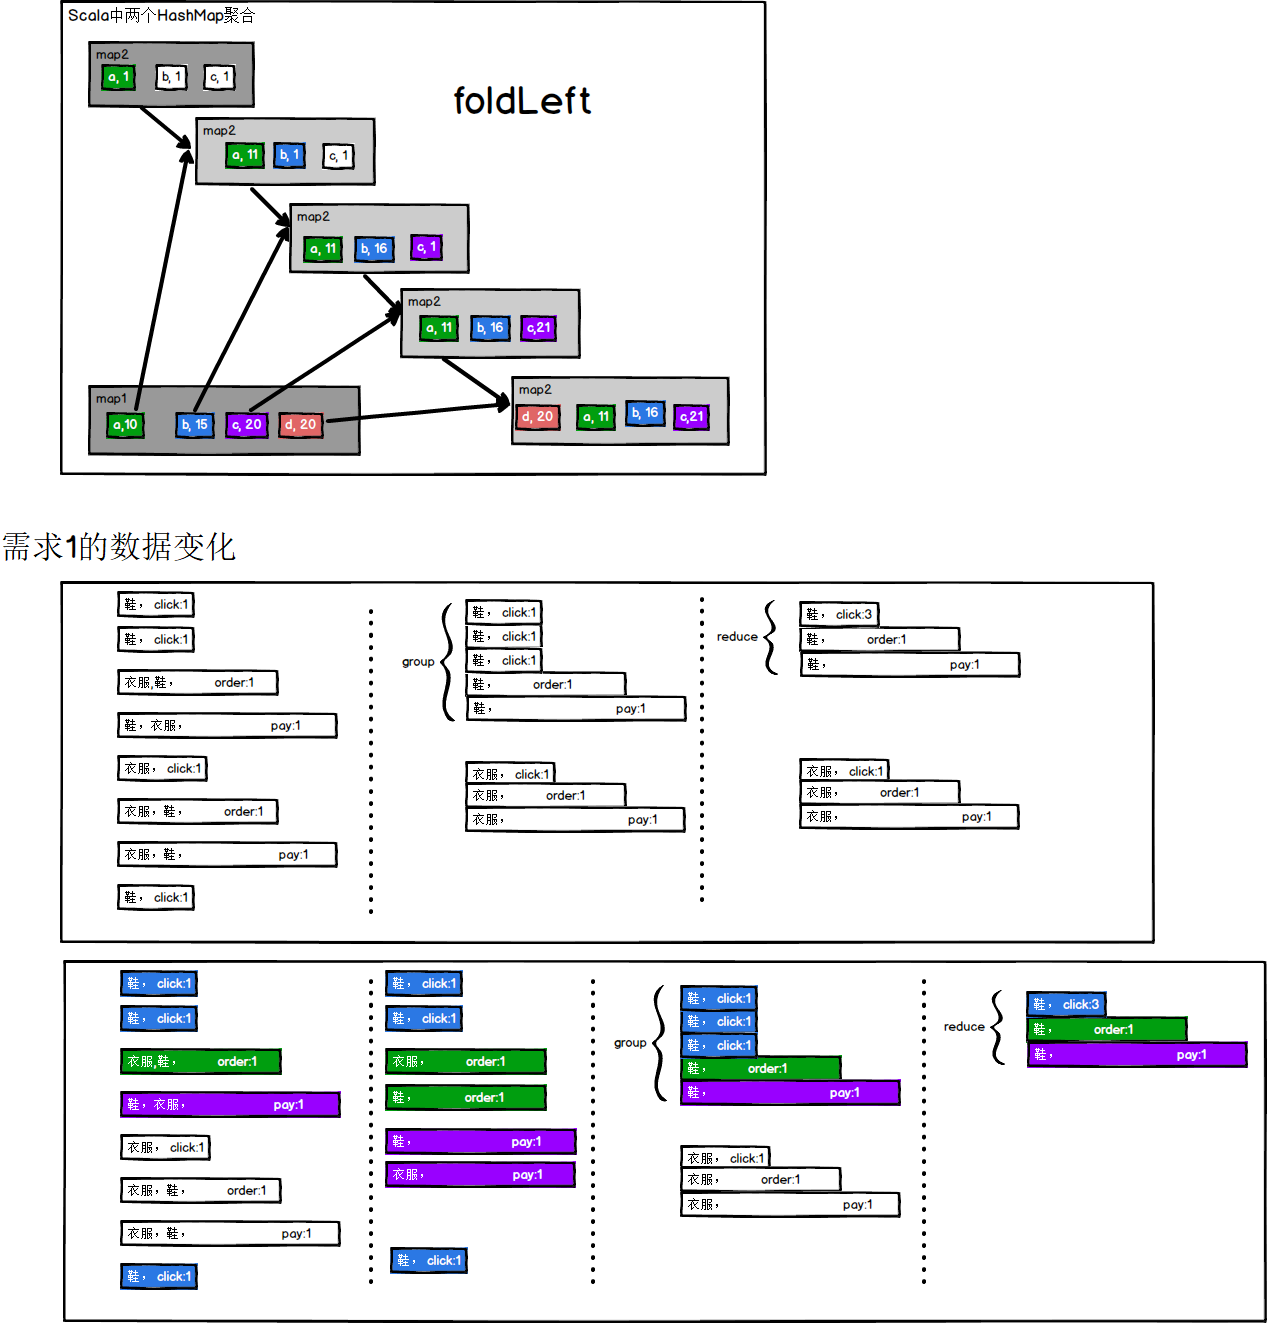 Scala中两个HashMap聚合
map2
a, 1
b, 1
c, 1
foldLeft
map2
a, 11
b, 1
c, 1
map2
a, 11
b, 16
c, 1
map2
a, 11
b, 16
c,21
map2
d, 20
a, 11
b, 16
c,21
map1
a,10
b, 15
c, 20
d, 20
需求1的数据变化
鞋， click:1
鞋， click:1
衣服,鞋， order:1
鞋，衣服， pay:1
衣服，click:1
衣服，鞋， order:1
衣服，鞋， pay:1
鞋， click:1
group
鞋， click:1
鞋， click:1
鞋， click:1
鞋， order:1
鞋， pay:1
衣服，click:1
衣服， order:1
衣服， pay:1
reduce
鞋， click:3
鞋， order:1
鞋， pay:1
衣服，click:1
衣服， order:1
衣服， pay:1
鞋， click:1
鞋， click:1
衣服,鞋， order:1
鞋，衣服， pay:1
衣服，click:1
衣服，鞋， order:1
衣服，鞋， pay:1
鞋， click:1
鞋， click:1
鞋， click:1
衣服， order:1
鞋， order:1
鞋， pay:1
衣服， pay:1
鞋， click:1
group
鞋， click:1
鞋， click:1
鞋， click:1
鞋， order:1
鞋， pay:1
衣服，click:1
衣服， order:1
衣服， pay:1
reduce
鞋， click:3
鞋， order:1
鞋， pay:1